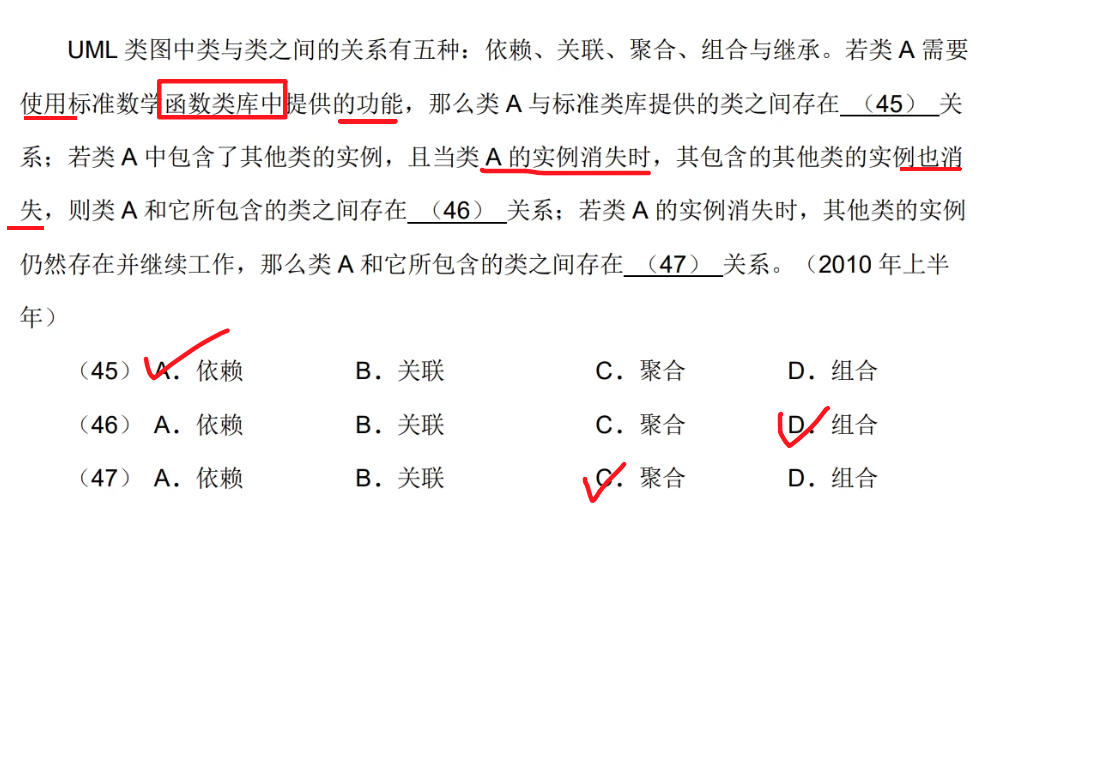 UML 类图中类与类之间的关系有五种：依赖、关联、聚合、组合与继承。若类 A 需要
使用标准数学函数类库中提供的功能，那么类 A 与标准类库提供的类之间存在 （45） 关
系；若类 A 中包含了其他类的实例，且当类 A 的实例消失时，其包含的其他类的实例也消
失，则类 A 和它所包含的类之间存在 （46） 关系；若类 A 的实例消失时，其他类的实例
仍然存在并继续工作，那么类 A 和它所包含的类之间存在 （47） 关系。（2010 年上半
年）
（45） A．依赖 B．关联 C．聚合 D．组合
（46） A．依赖 B．关联 C．聚合 D．组合
（47） A．依赖 B．关联 C．聚合 D．组合